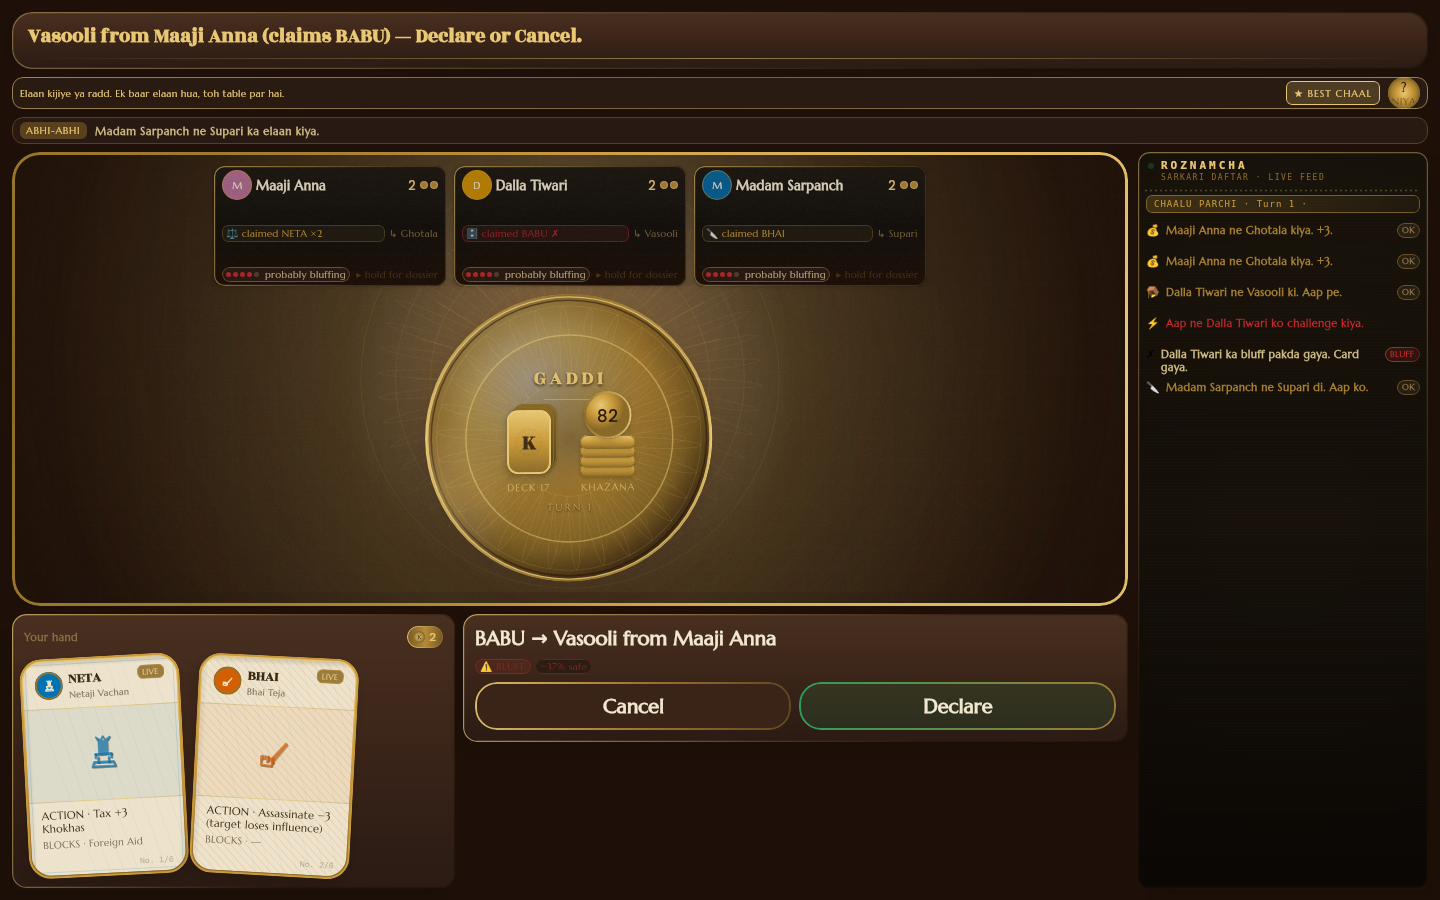 Vasooli from Maaji Anna (claims BABU) — Declare or Cancel.
Elaan kijiye ya radd. Ek baar elaan hua, toh table par hai.
★ BEST CHAAL
?
ABHI-ABHI Madam Sarpanch ne Supari ka elaan kiya.
M Maaji Anna 2
claimed NETA ×2 ↳ Ghotala
probably bluffing ▸ hold for dossier
D Dalla Tiwari 2
claimed BABU ✗ ↳ Vasooli
probably bluffing ▸ hold for dossier
M Madam Sarpanch 2
claimed BHAI ↳ Supari
probably bluffing ▸ hold for dossier
GADDI
K
82
DECK 17 KHAZANA
TURN 1
ROZNAMCHA
SARKARI DAFTAR · LIVE FEED
CHAALU PARCHI · Turn 1 ·
Maaji Anna ne Ghotala kiya. +3. OK
Maaji Anna ne Ghotala kiya. +3. OK
Dalla Tiwari ne Vasooli ki. Aap pe. OK
Aap ne Dalla Tiwari ko challenge kiya.
Dalla Tiwari ka bluff pakda gaya. Card BLUFF
gaya.
Madam Sarpanch ne Supari di. Aap ko. OK
Your hand
K 2
NETA LIVE
Netaji Vachan
ACTION · Tax +3
Khokhas
BLOCKS · Foreign Aid
No. 1/6
BHAI LIVE
Bhai Teja
ACTION · Assassinate −3
(target loses influence)
BLOCKS · —
No. 2/6
BABU → Vasooli from Maaji Anna
⚠ BLUFF ~17% safe
Cancel
Declare